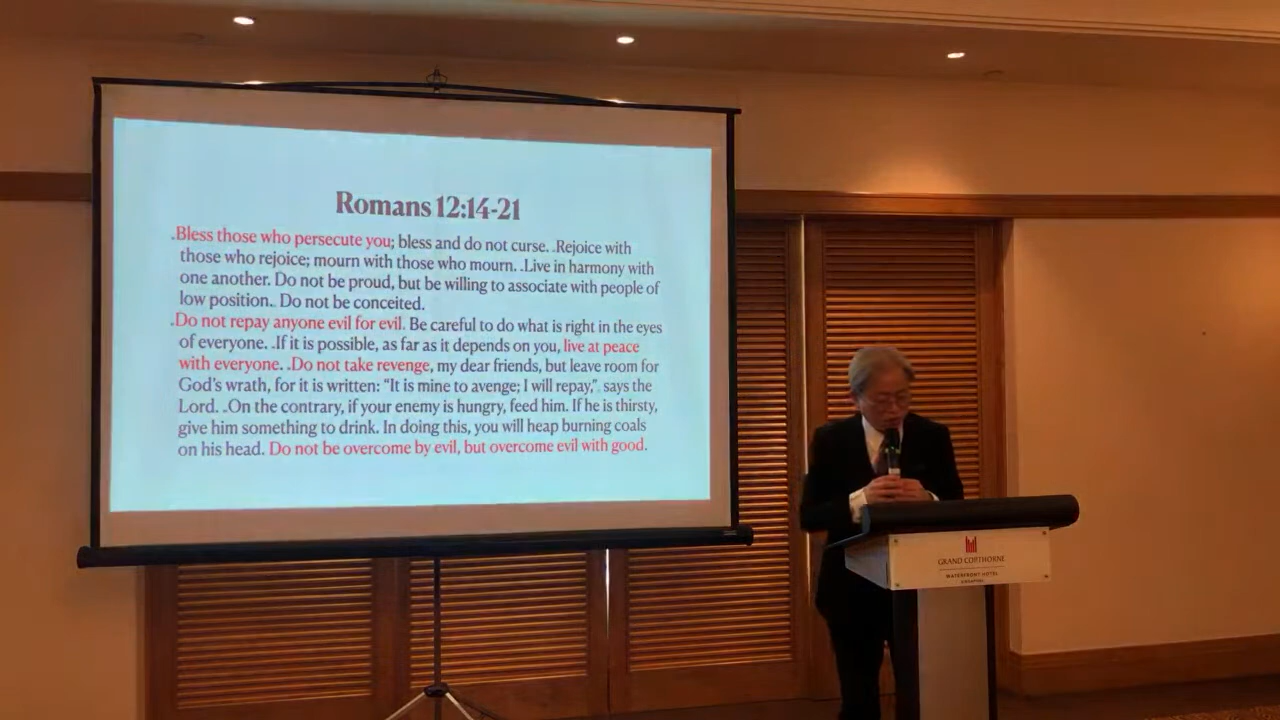 Romans 12:14-21
.Bless those who persecute you; bless and do not curse. .Rejoice with
those who rejoice; mourn with those who mourn. .Live in harmony with
one another. Do not be proud, but be willing to associate with people of
low position. Do not be conceited.
.Do not repay anyone evil for evil. Be careful to do what is right in the eyes
of everyone. .If it is possible, as far as it depends on you, live at peace
with everyone. .Do not take revenge, my dear friends, but leave room for
God's wrath, for it is written: “It is mine to avenge; I will repay,” says the
Lord. .On the contrary, if your enemy is hungry, feed him. If he is thirsty,
give him something to drink. In doing this, you will heap burning coals
on his head. Do not be overcome by evil, but overcome evil with good.
GRAND COPTHORNE
WATERFRONT HOTEL
SINGAPORE